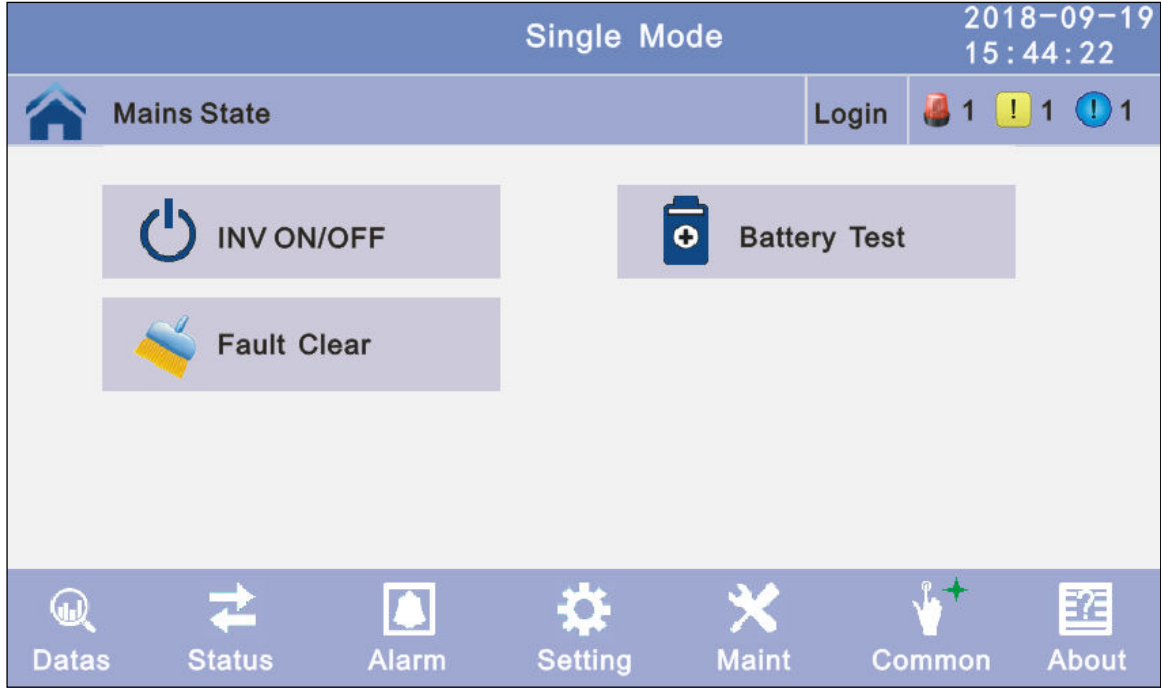 Single Mode
2018-09-19
15:44:22
Mains State
Login
1
! 1
! 1
INV ON/OFF
Battery Test
Fault Clear
Datas
Status
Alarm
Setting
Maint
Common
?
About